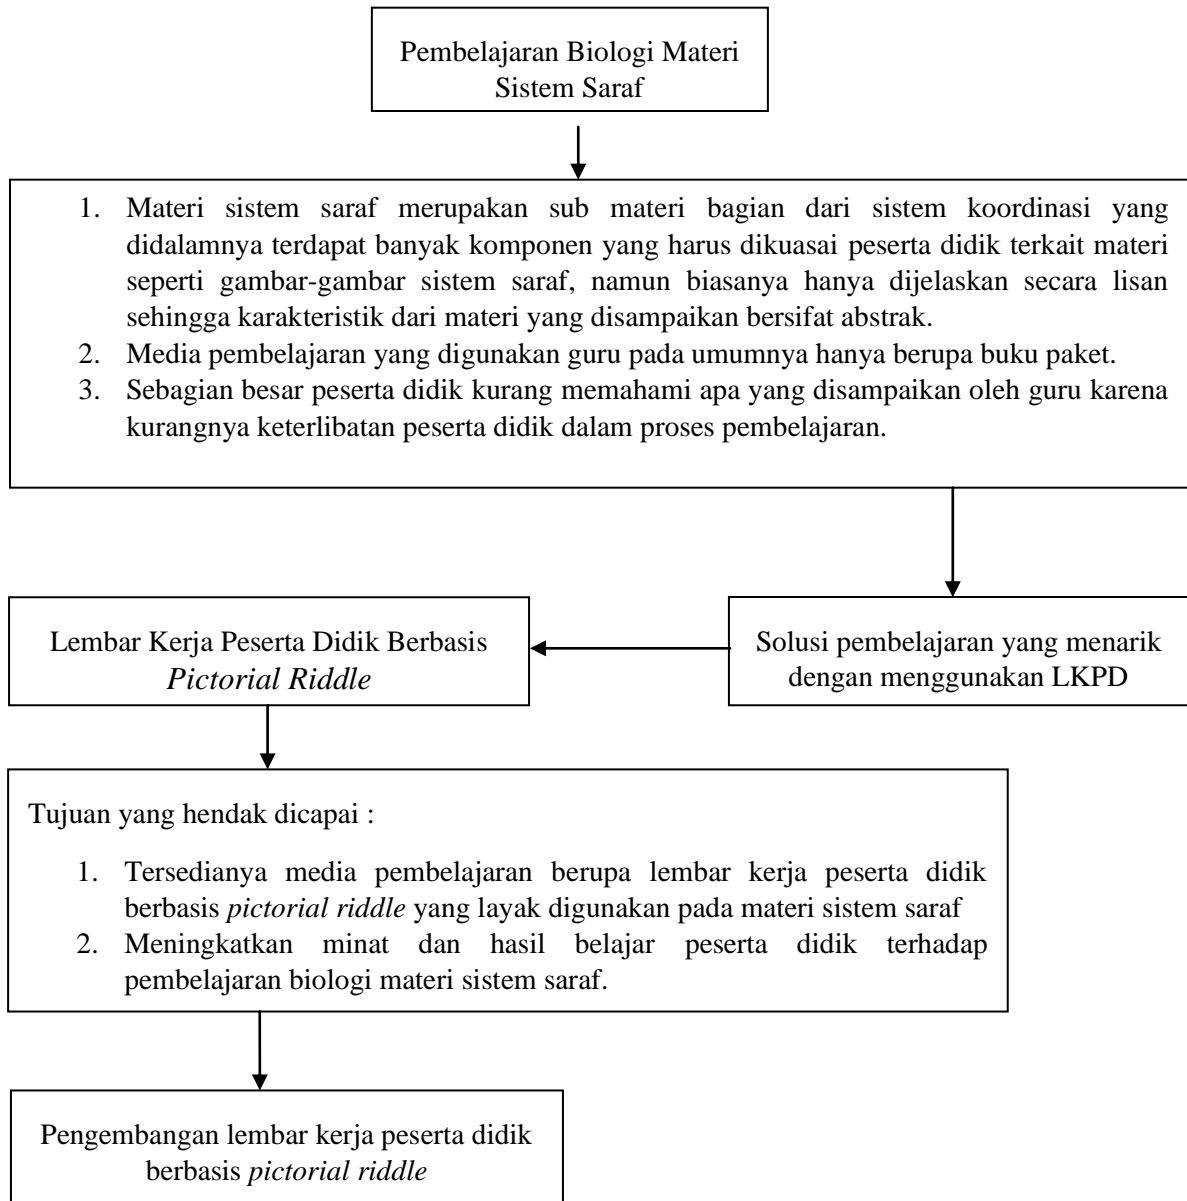 Pembelajaran Biologi Materi
Sistem Saraf
1. Materi sistem saraf merupakan sub materi bagian dari sistem koordinasi yang
didalamnya terdapat banyak komponen yang harus dikuasai peserta didik terkait materi
seperti gambar-gambar sistem saraf, namun biasanya hanya dijelaskan secara lisan
sehingga karakteristik dari materi yang disampaikan bersifat abstrak.
2. Media pembelajaran yang digunakan guru pada umumnya hanya berupa buku paket.
3. Sebagian besar peserta didik kurang memahami apa yang disampaikan oleh guru karena
kurangnya keterlibatan peserta didik dalam proses pembelajaran.
Solusi pembelajaran yang menarik
dengan menggunakan LKPD
Lembar Kerja Peserta Didik Berbasis
Pictorial Riddle
Tujuan yang hendak dicapai :
1. Tersedianya media pembelajaran berupa lembar kerja peserta didik
berbasis pictorial riddle yang layak digunakan pada materi sistem saraf
2. Meningkatkan minat dan hasil belajar peserta didik terhadap
pembelajaran biologi materi sistem saraf.
Pengembangan lembar kerja peserta didik
berbasis pictorial riddle